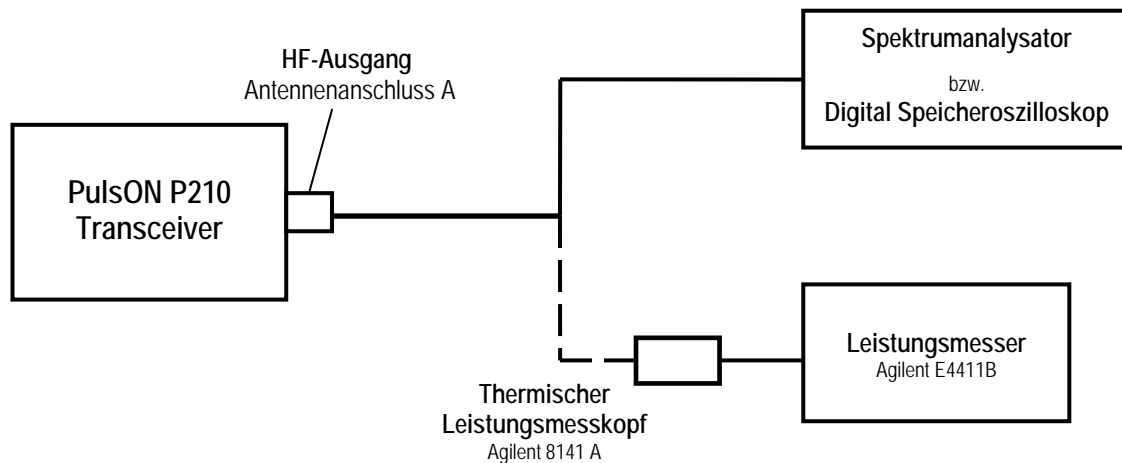 HF-Ausgang
Antennenanschluss A
PulsON P210
Transceiver
Spektrumanalysator
bzw.
Digital Speicheroszilloskop
Thermischer
Leistungsmesskopf
Agilent 8141 A
Leistungsmesser
Agilent E4411B